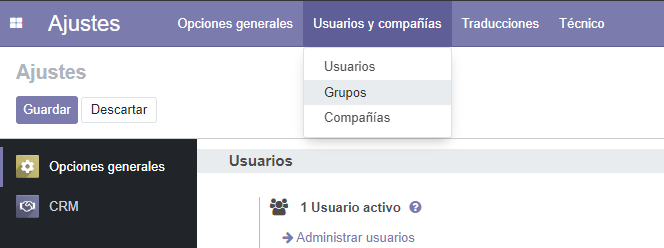 Ajustes Opciones generales Usuarios y compañías Traducciones Técnico
Usuarios
Grupos
Compañías
Ajustes
Guardar Descartar
Opciones generales
CRM
Usuarios
1 Usuario activo ?
Administrar usuarios